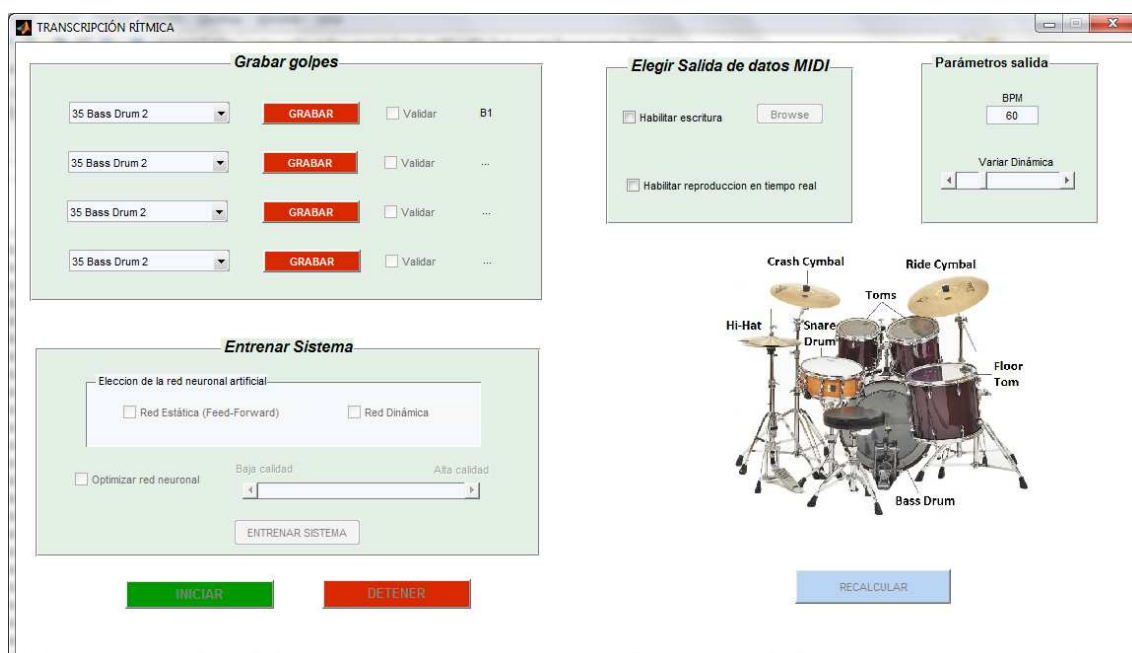 TRANSCRIPCIÓN RÍTMICA
Grabar golpes
35 Bass Drum 2 GRABAR Validar B1
35 Bass Drum 2 GRABAR Validar ...
35 Bass Drum 2 GRABAR Validar ...
35 Bass Drum 2 GRABAR Validar ...
Elegir Salida de datos MIDI
Habilitar escritura Browse
Habilitar reproduccion en tiempo real
Parámetros salida
BPM
60
Variar Dinámica
Entrenar Sistema
Eleccion de la red neuronal artificial
Red Estática (Feed-Forward) Red Dinámica
Baja calidad Alta calidad
Optimizar red neuronal
ENTRENAR SISTEMA
Crash Cymbal Ride Cymbal
Toms
Hi-Hat Snare
Drum
Floor
Tom
Bass Drum
INICIAR DETENER
RECALCULAR